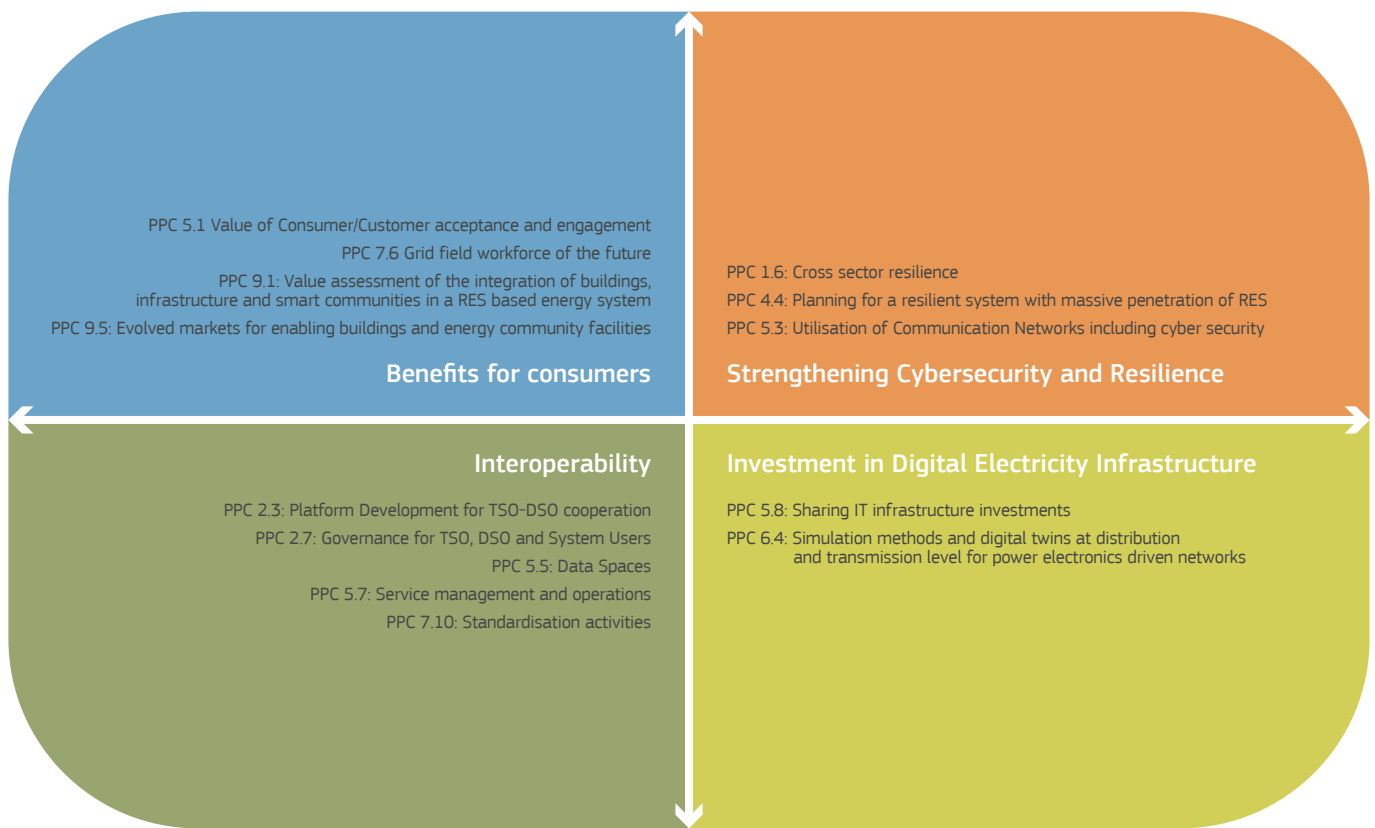 PPC 5.1 Value of Consumer/Customer acceptance and engagement
PPC 7.6 Grid field workforce of the future
PPC 9.1: Value assessment of the integration of buildings,
infrastructure and smart communities in a RES based energy system
PPC 9.5: Evolved markets for enabling buildings and energy community facilities
Benefits for consumers
PPC 1.6: Cross sector resilience
PPC 4.4: Planning for a resilient system with massive penetration of RES
PPC 5.3: Utilisation of Communication Networks including cyber security
Strengthening Cybersecurity and Resilience
Interoperability
PPC 2.3: Platform Development for TSO-DSO cooperation
PPC 2.7: Governance for TSO, DSO and System Users
PPC 5.5: Data Spaces
PPC 5.7: Service management and operations
PPC 7.10: Standardisation activities
Investment in Digital Electricity Infrastructure
PPC 5.8: Sharing IT infrastructure investments
PPC 6.4: Simulation methods and digital twins at distribution
and transmission level for power electronics driven networks